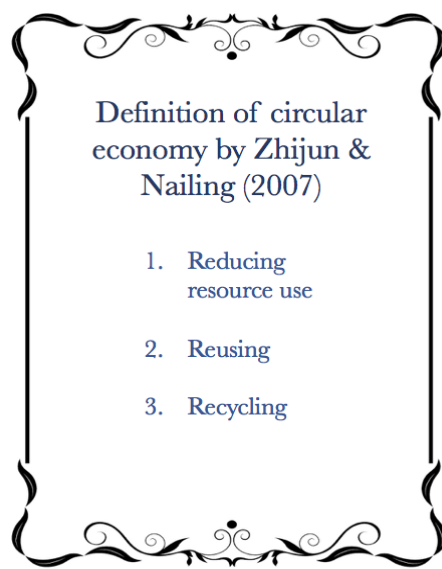 Definition of circular
economy by Zhijun &
Nailing (2007)
1. Reducing
resource use
2. Reusing
3. Recycling